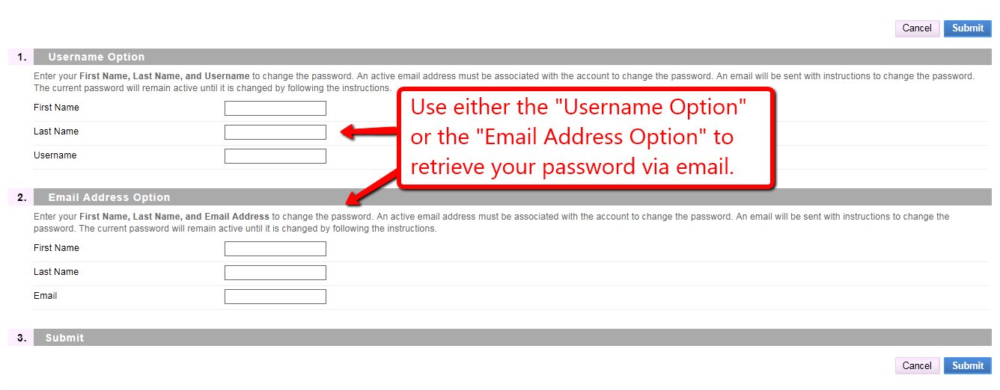 Cancel Submit
1. Username Option
Enter your First Name, Last Name, and Username to change the password. An active email address must be associated with the account to change the password. An email will be sent with instructions to change the password.
The current password will remain active until it is changed by following the instructions.
First Name
Last Name
Username
Use either the "Username Option"
or the "Email Address Option" to
retrieve your password via email.
2. Email Address Option
Enter your First Name, Last Name, and Email Address to change the password. An active email address must be associated with the account to change the password. An email will be sent with instructions to change the
password. The current password will remain active until it is changed by following the instructions.
First Name
Last Name
Email
3. Submit
Cancel Submit